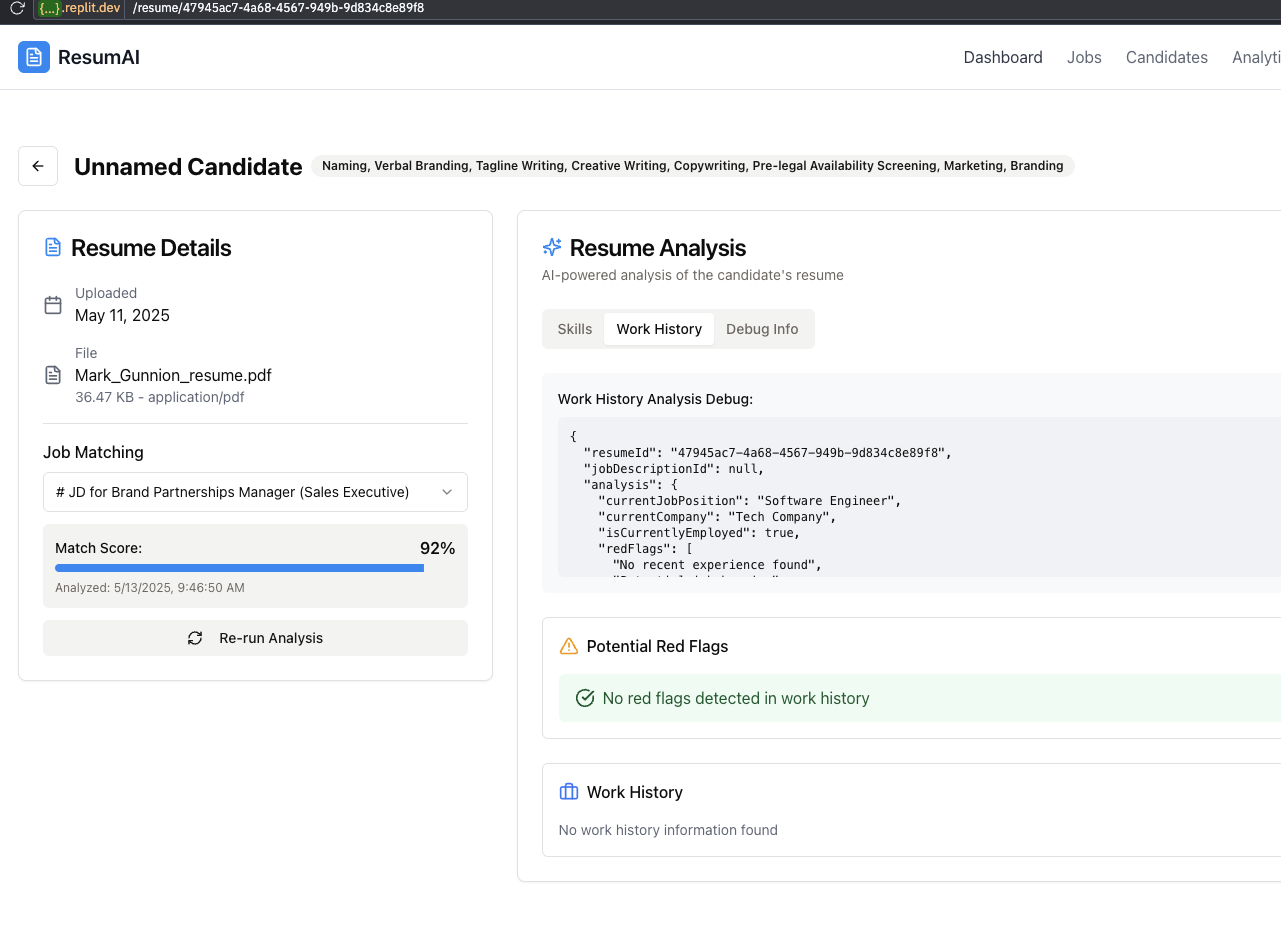 {...}.replit.dev /resume/47945ac7-4a68-4567-949b-9d834c8e89f8
ResumAI
Dashboard Jobs Candidates Analyti
Unnamed Candidate
Naming, Verbal Branding, Tagline Writing, Creative Writing, Copywriting, Pre-legal Availability Screening, Marketing, Branding
Resume Details
Uploaded
May 11, 2025
File
Mark_Gunnion_resume.pdf
36.47 KB - application/pdf
Job Matching
# JD for Brand Partnerships Manager (Sales Executive)
Match Score: 92%
Analyzed: 5/13/2025, 9:46:50 AM
Re-run Analysis
Resume Analysis
AI-powered analysis of the candidate's resume
Skills Work History Debug Info
Work History Analysis Debug:
{
"resumeId": "47945ac7-4a68-4567-949b-9d834c8e89f8",
"jobDescriptionId": null,
"analysis": {
"currentJobPosition": "Software Engineer",
"currentCompany": "Tech Company",
"isCurrentlyEmployed": true,
"redFlags": [
"No recent experience found",
Potential Red Flags
No red flags detected in work history
Work History
No work history information found